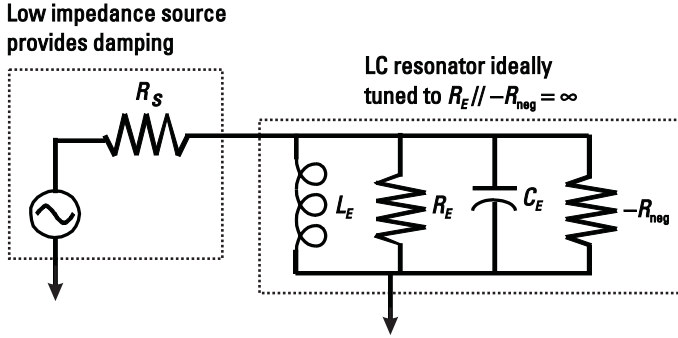 Low impedance source
provides damping
LC resonator ideally
tuned to R_E // –R_neg = ∞
R_S
L_E
R_E
C_E
–R_neg